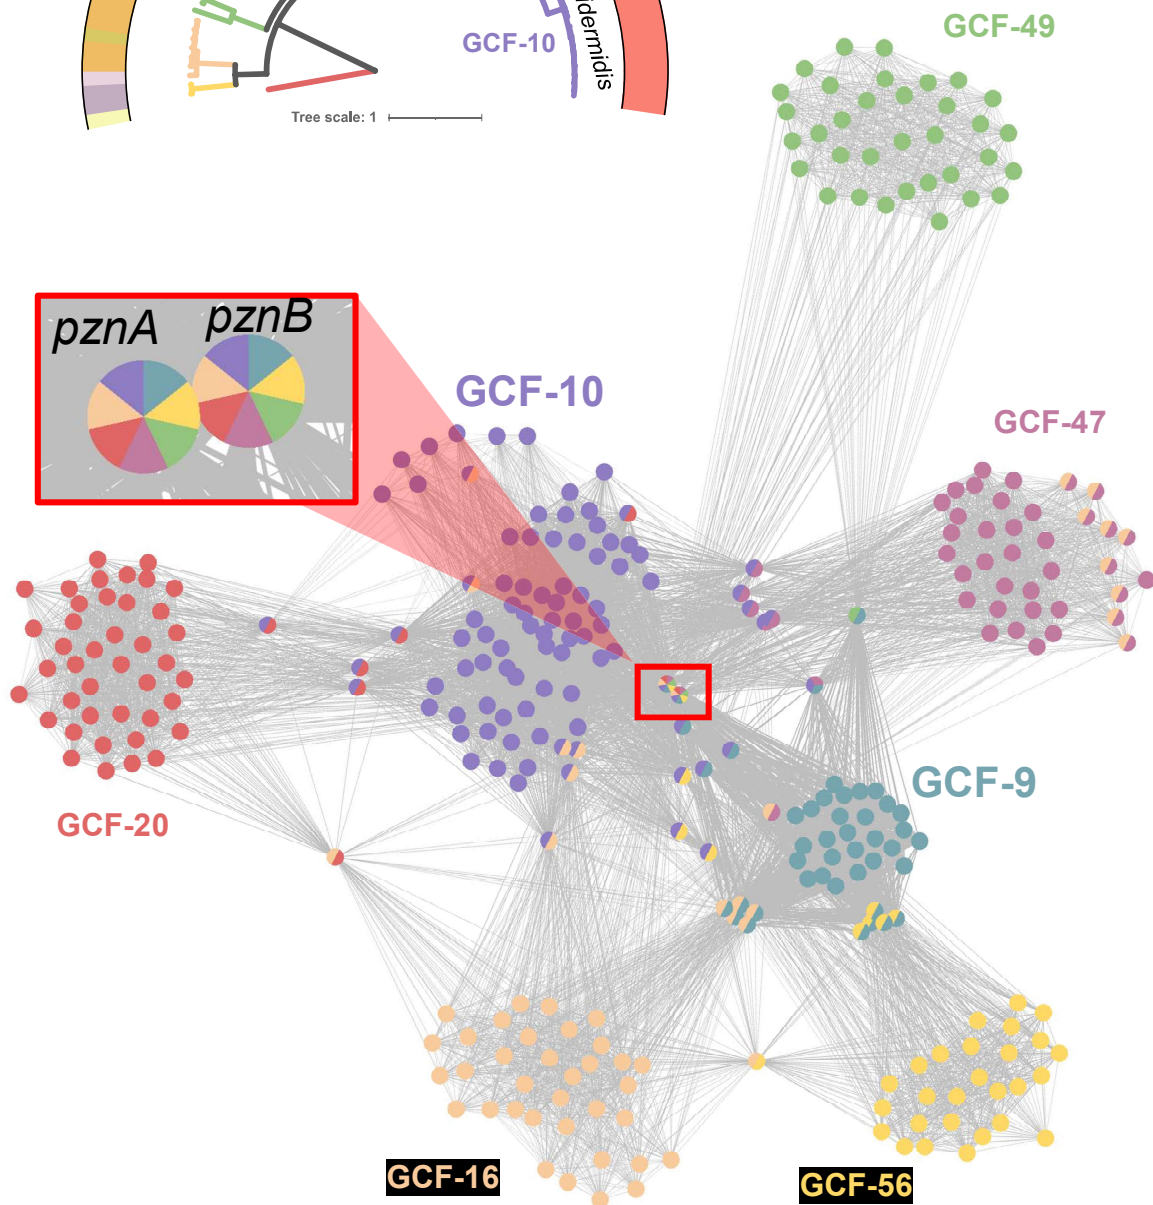 GCF-10
idermidis
Tree scale: 1
GCF-49
pznA
pznB
GCF-10
GCF-47
GCF-9
GCF-20
GCF-16
GCF-56